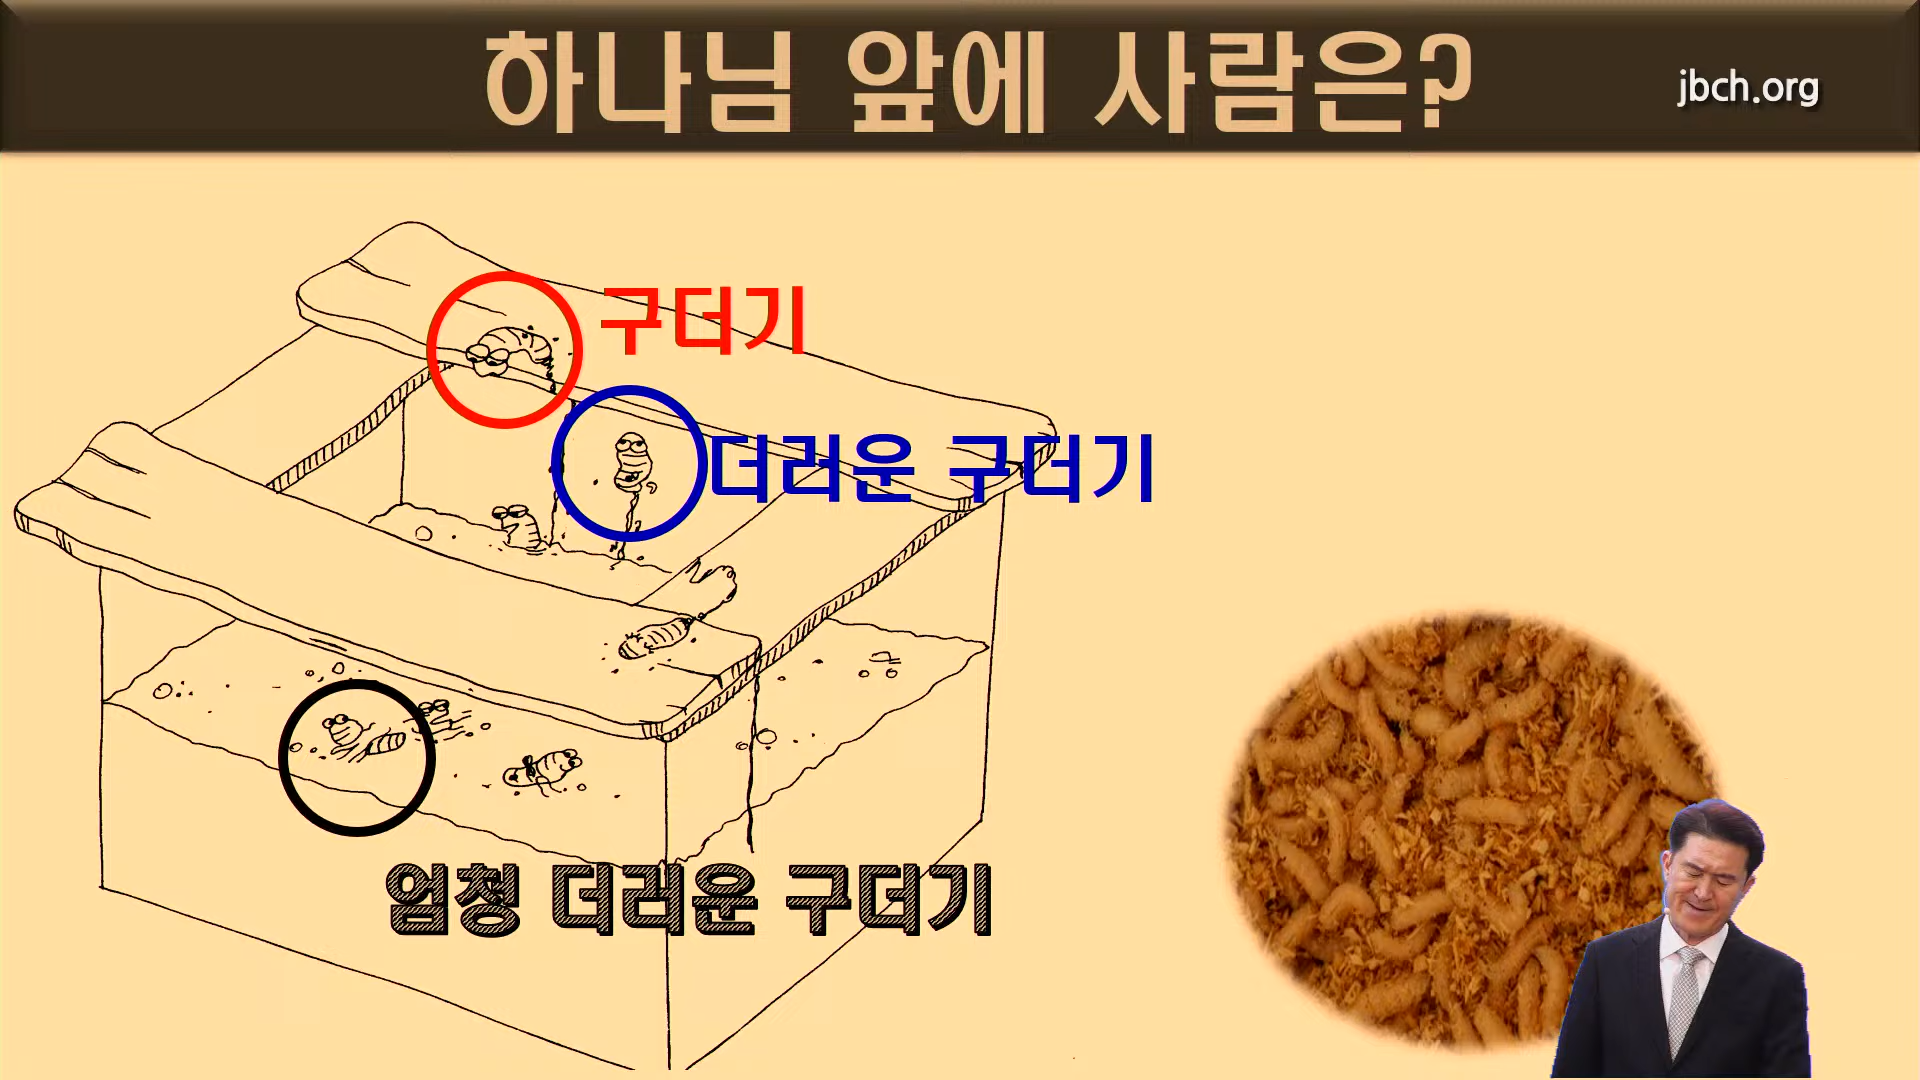 하나님 앞에 사람은?
jbch.org
구더기
더러운 구더기
엄청 더러운 구더기